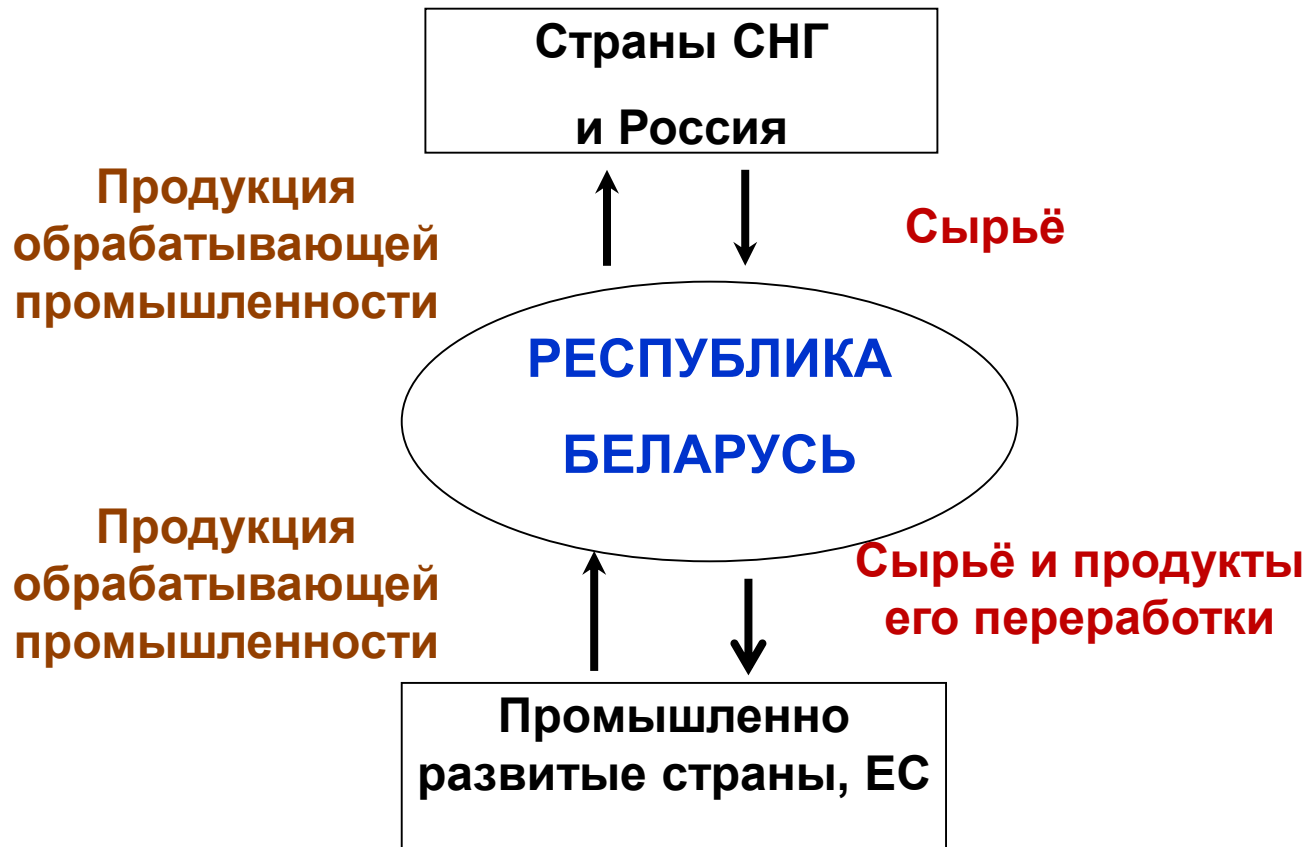 Страны СНГ
и Россия
Продукция
обрабатывающей
промышленности
Сырьё
РЕСПУБЛИКА
БЕЛАРУСЬ
Продукция
обрабатывающей
промышленности
Сырьё и продукты
его переработки
Промышленно
развитые страны, ЕС